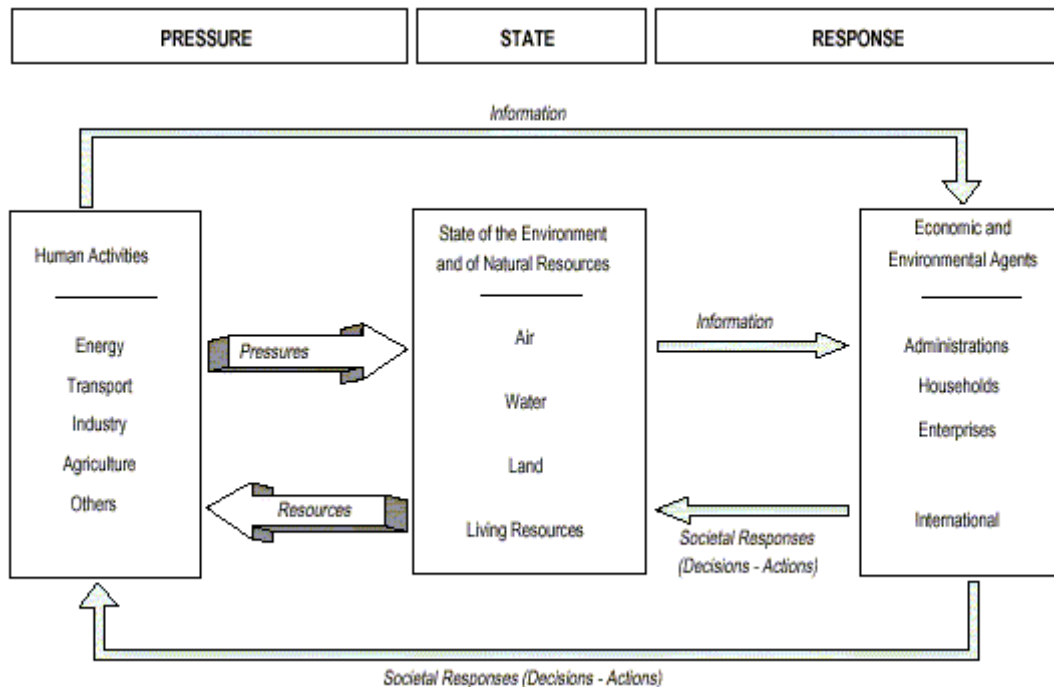 PRESSURE
STATE
RESPONSE
Information
Human Activities
Energy
Transport
Industry
Agriculture
Others
Pressures
Resources
State of the Environment
and of Natural Resources
Air
Water
Land
Living Resources
Information
Societal Responses
(Decisions - Actions)
Economic and
Environmental Agents
Administrations
Households
Enterprises
International
Societal Responses (Decisions - Actions)